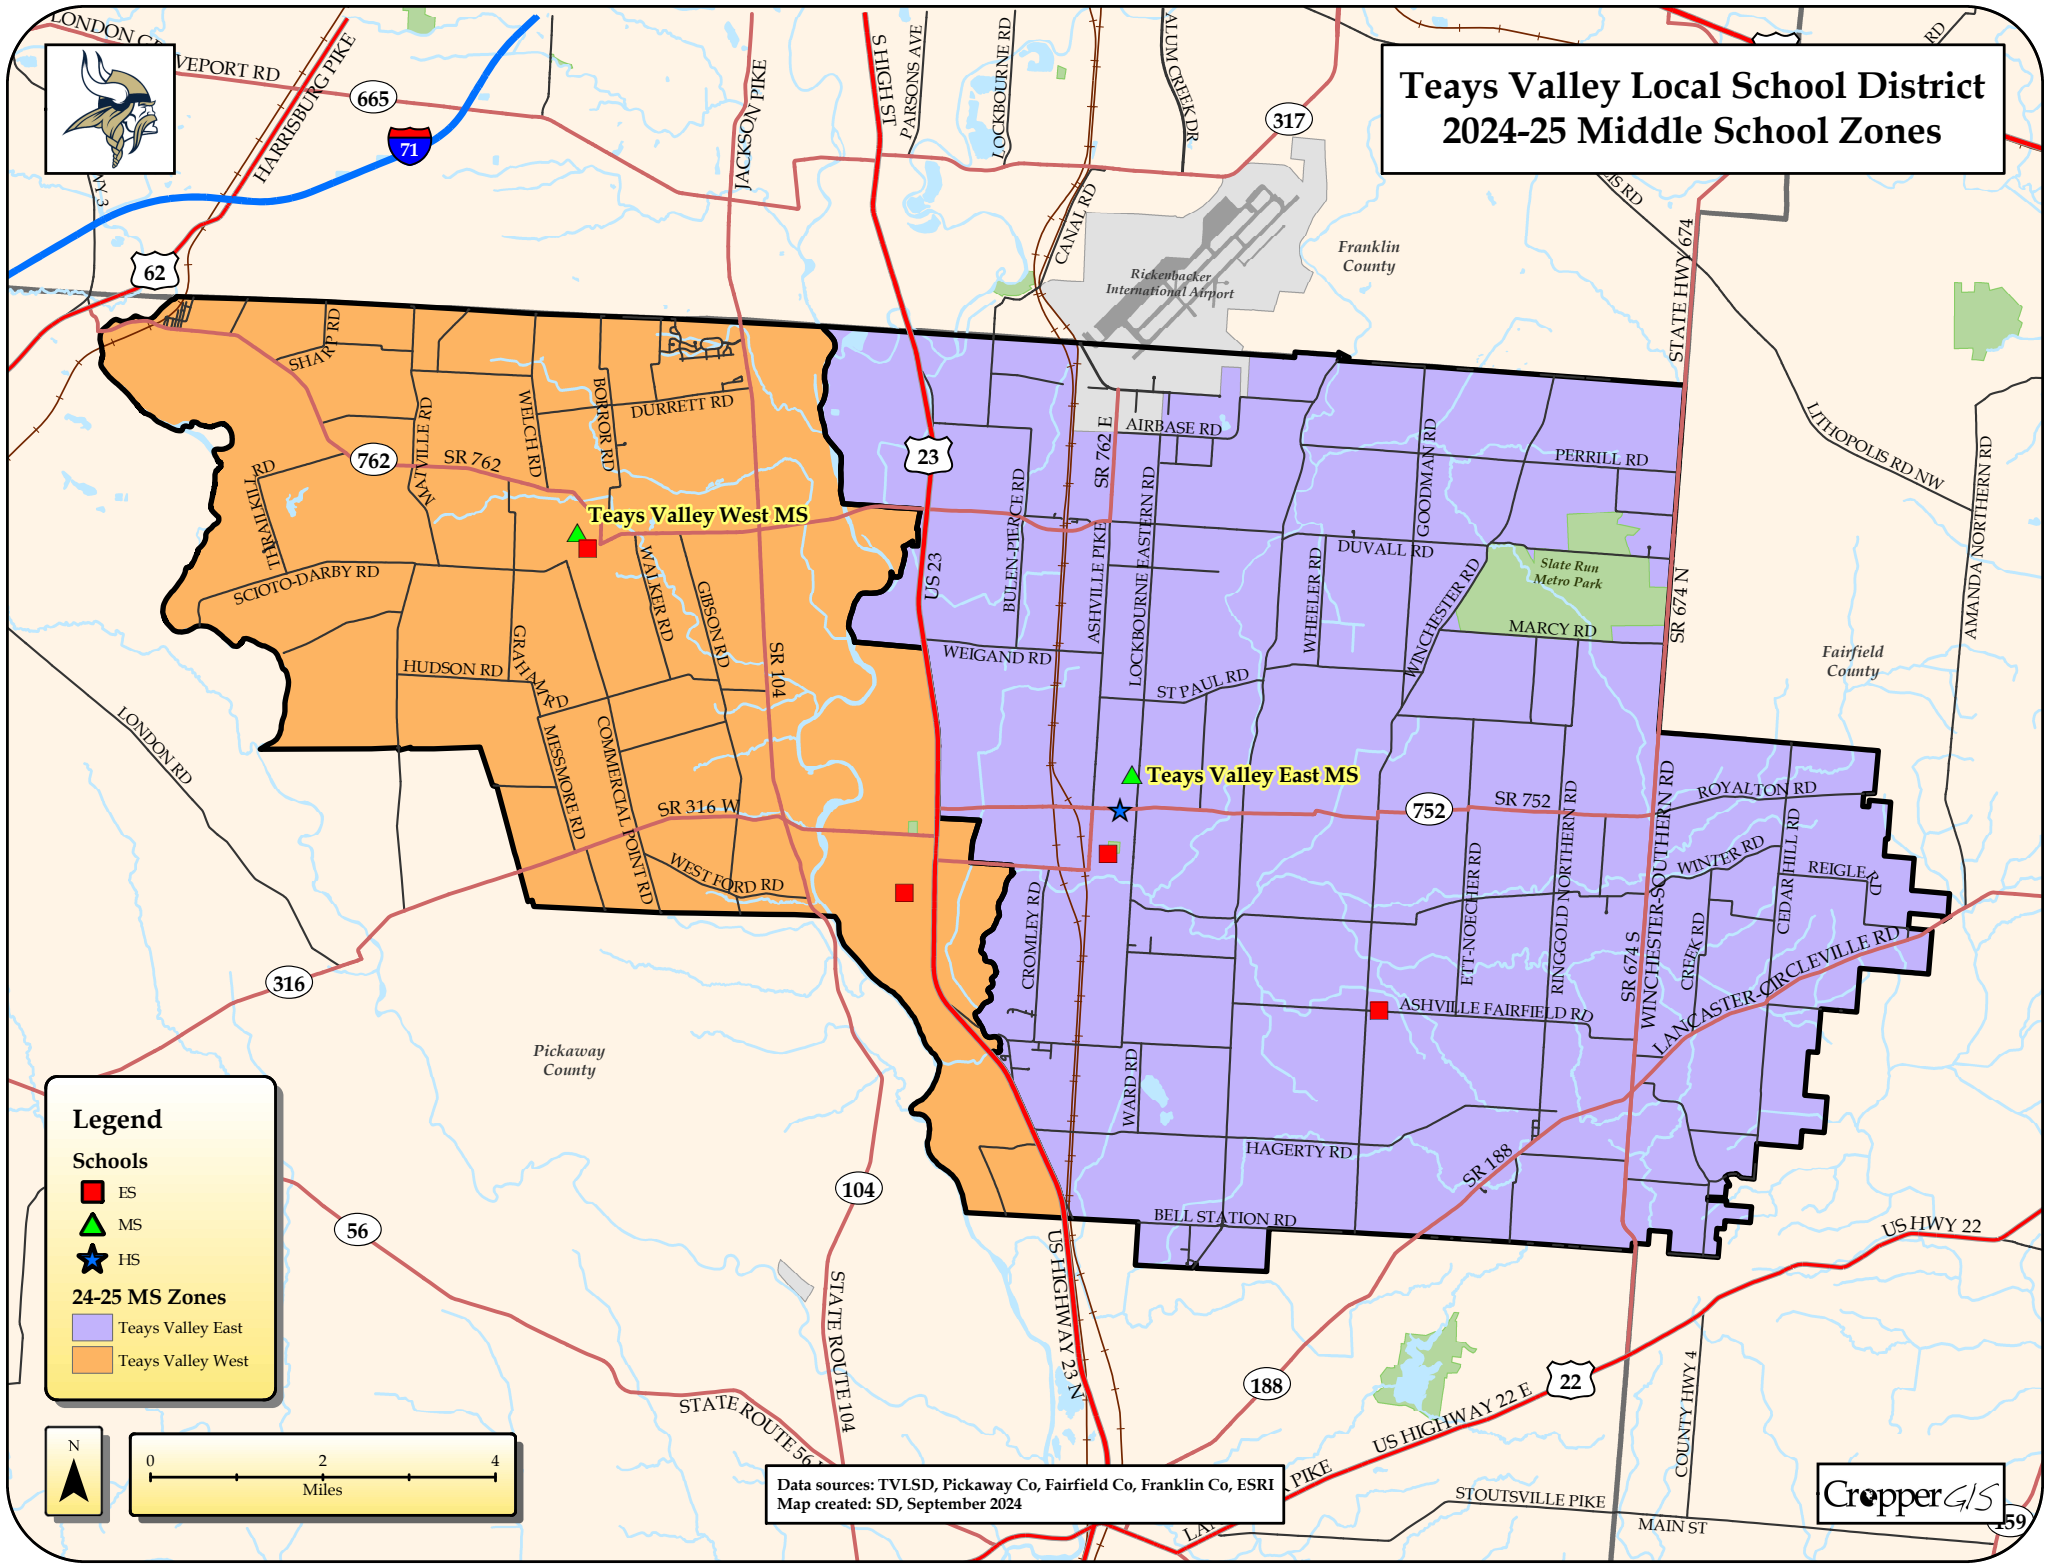 Teays Valley Local School District
2024-25 Middle School Zones
HARRISBURG PIKE
665
71
JACKSON PIKE
S HIGH ST
PARSONS AVE
LOCKBOURNE RD
ALUM CREEK DR
317
RD
CANAL RD
62
Franklin
County
Rickenbacker
International Airport
STATE HWY 674
SHARP RD
DURRETT RD
BORROR RD
WELCH RD
MATVILLE RD
762
SR 762
THRAILKILL RD
23
AIRBASE RD
SR 762 E
BULEN-PIERCE RD
LOCKBOURNE EASTERN RD
GOODMAN RD
PERRILL RD
LITHOPOLIS RD NW
AMANDA NORTHERN RD
Teays Valley West MS
SCIOTO-DARBY RD
WALKER RD
GIBSON RD
US 23
ASHVILLE PIKE
WHEELER RD
DUVALL RD
WINCHESTER RD
Slate Run
Metro Park
MARCY RD
SR 674 N
Fairfield
County
HUDSON RD
GRAHAM RD
SR 104
WEIGAND RD
ST PAUL RD
LONDON RD
MESSMORE RD
COMMERCIAL POINT RD
SR 316 W
WEST FORD RD
Teays Valley East MS
752
SR 752
ROYALTON RD
RINGGOLD NORTHERN RD
WINCHESTER-SOUTHERN RD
WINTER RD
CEDAR HILL RD
REIGLE RD
CROMLEY RD
ETT-NOECHER RD
SR 674 S
CREEK RD
LANCASTER-CIRCLEVILLE RD
ASHVILLE FAIRFIELD RD
316
Pickaway
County
WARD RD
HAGERTY RD
SR 188
BELL STATION RD
104
56
US HIGHWAY 23 N
STATE ROUTE 104
STATE ROUTE 56
188
22
US HIGHWAY 22 E
US HWY 22
COUNTY HWY 4
STOUTSVILLE PIKE
MAIN ST
PIKE
159
Legend
Schools
ES
MS
HS
24-25 MS Zones
Teays Valley East
Teays Valley West
N
0 2 4
Miles
Data sources: TVLSD, Pickaway Co, Fairfield Co, Franklin Co, ESRI
Map created: SD, September 2024
Cropper GIS